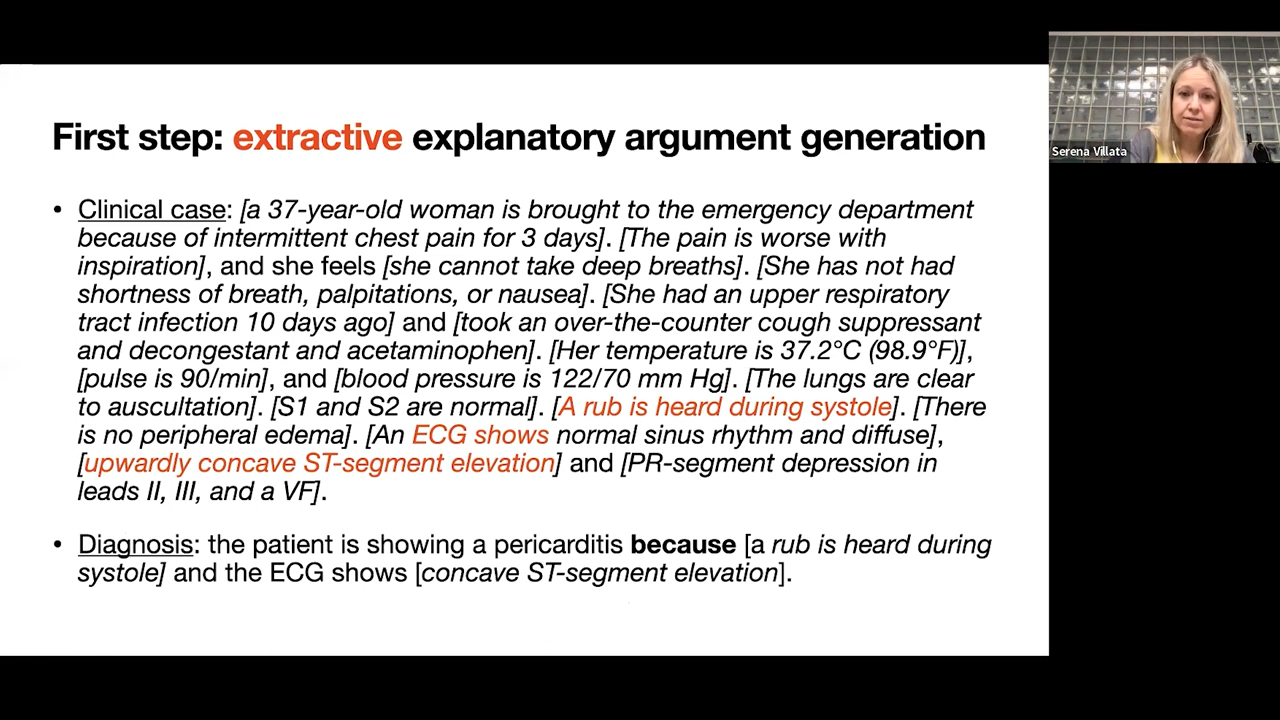 First step: extractive explanatory argument generation
Serena Villata
• Clinical case: [a 37-year-old woman is brought to the emergency department
because of intermittent chest pain for 3 days]. [The pain is worse with
inspiration], and she feels [she cannot take deep breaths]. [She has not had
shortness of breath, palpitations, or nausea]. [She had an upper respiratory
tract infection 10 days ago] and [took an over-the-counter cough suppressant
and decongestant and acetaminophen]. [Her temperature is 37.2°C (98.9°F)],
[pulse is 90/min], and [blood pressure is 122/70 mm Hg]. [The lungs are clear
to auscultation]. [S1 and S2 are normal]. [A rub is heard during systole]. [There
is no peripheral edema]. [An ECG shows normal sinus rhythm and diffuse],
[upwardly concave ST-segment elevation] and [PR-segment depression in
leads II, III, and a VF].
• Diagnosis: the patient is showing a pericarditis because [a rub is heard during
systole] and the ECG shows [concave ST-segment elevation].